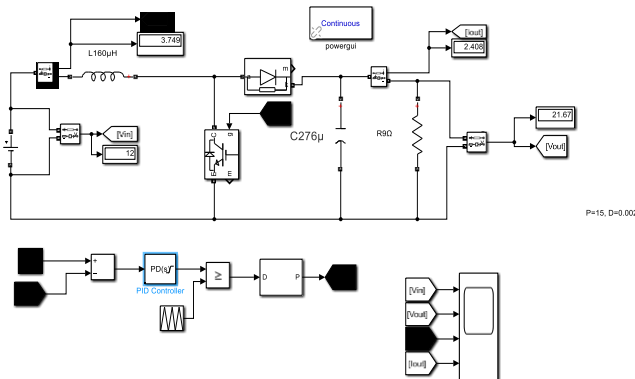 Continuous
powergui
[Iout]
2.408
3.749
L160μH
m
a
k
[Vin]
12
C
g
E
m
C276μ
R9Ω
21.67
[Vout]
P=15, D=0.002
+
−
PD(s)
PID Controller
≥
D
P
[Vin]
[Vout]
[Iout]